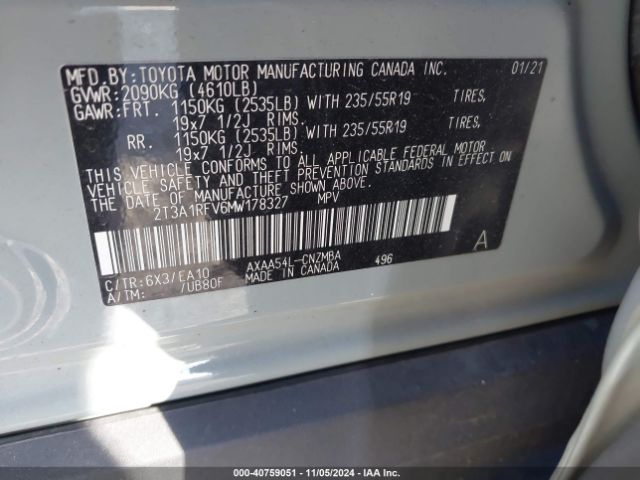 MFD. BY: TOYOTA MOTOR MANUFACTURING CANADA INC. 01/21
GVWR: 2090KG (4610LB)
GAWR: FRT. 1150KG (2535LB) WITH 235/55R19 TIRES,
19x7 1/2J RIMS.
RR. 1150KG (2535LB) WITH 235/55R19 TIRES,
19x7 1/2J RIMS.
THIS VEHICLE CONFORMS TO ALL APPLICABLE FEDERAL MOTOR
VEHICLE SAFETY AND THEFT PREVENTION STANDARDS IN EFFECT ON
THE DATE OF MANUFACTURE SHOWN ABOVE.
2T3A1RFV6MW178327 MPV
C/TR: 6X3/EA10 AXAA54L-CNZMBA 496 A
A/TM: /UB80F MADE IN CANADA
000-40759051 - 11/05/2024 - IAA Inc.